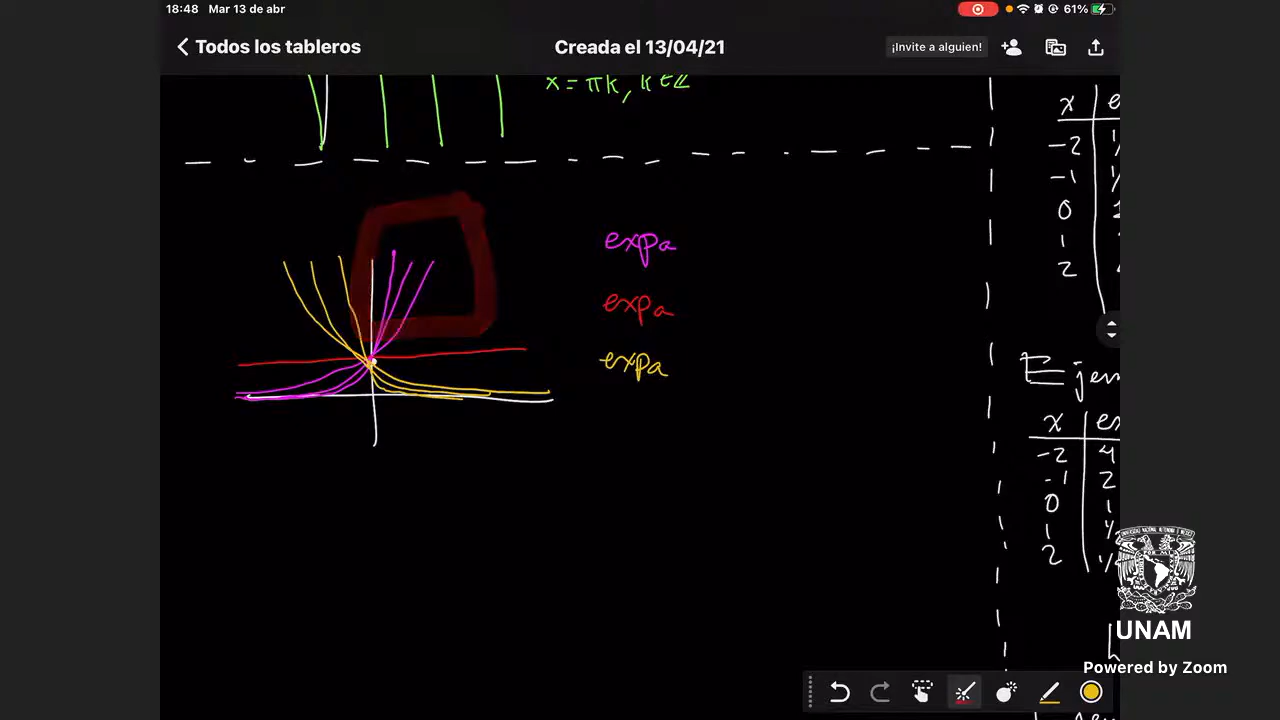 18:48 Mar 13 de abr 61%
Todos los tableros
Creada el 13/04/21
¡Invite a alguien!
x = πk, k∈ℤ
expa
expa
expa
x
-2
-1
0
1
2
Ejem
x
-2 4
-1 2
0 1
1
2
UNAM
Powered by Zoom